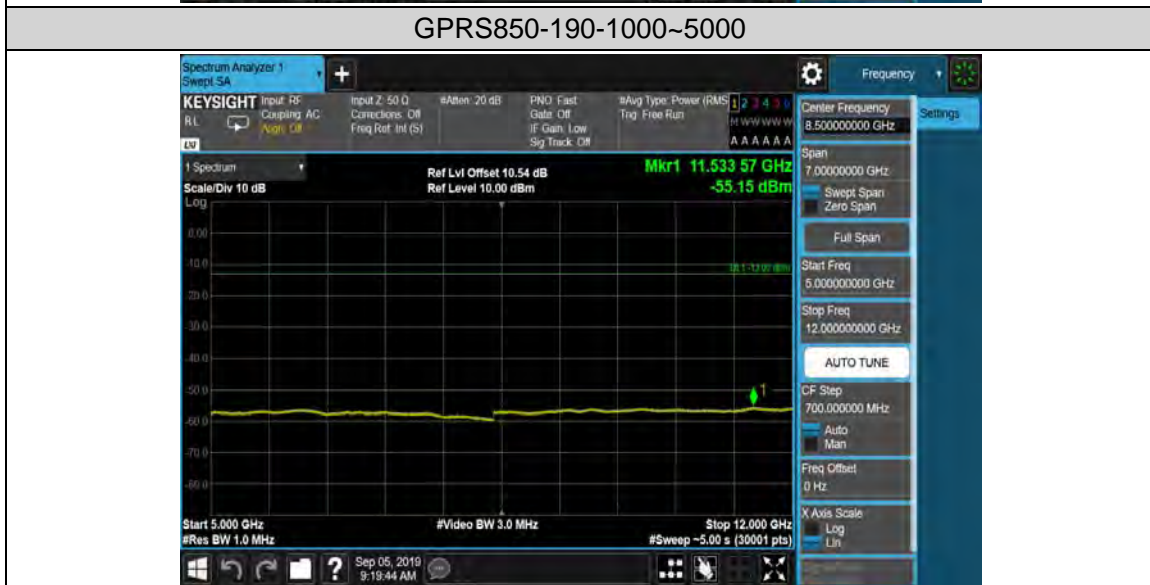 GPRS850-190-1000~5000
Spectrum Analyzer 1
Swept SA
+
Frequency
KEYSIGHT
RL
LXI
Input: RF
Coupling: AC
Align: Off
Input Z: 50 Ω
Corrections: Off
Freq Ref: Int (S)
#Atten: 20 dB
PNO: Fast
Gate: Off
IF Gain: Low
Sig Track: Off
#Avg Type: Power (RMS
Trig: Free Run
1 2 3 4 5 6
M W W W W W
A A A A A A
Center Frequency
8.500000000 GHz
Settings
Span
7.00000000 GHz
Swept Span
Zero Span
Full Span
Start Freq
5.000000000 GHz
Stop Freq
12.000000000 GHz
AUTO TUNE
CF Step
700.000000 MHz
Auto
Man
Freq Offset
0 Hz
X Axis Scale
Log
Lin
1 Spectrum
Scale/Div 10 dB
Log
Ref Lvl Offset 10.54 dB
Ref Level 10.00 dBm
Mkr1 11.533 57 GHz
-55.15 dBm
0.00
-10.0
DL1 -13.00 dBm
-20.0
-30.0
-40.0
-50.0
1
-60.0
-70.0
-80.0
Start 5.000 GHz
#Res BW 1.0 MHz
#Video BW 3.0 MHz
Stop 12.000 GHz
#Sweep ~5.00 s (30001 pts)
?
Sep 05, 2019
9:19:44 AM